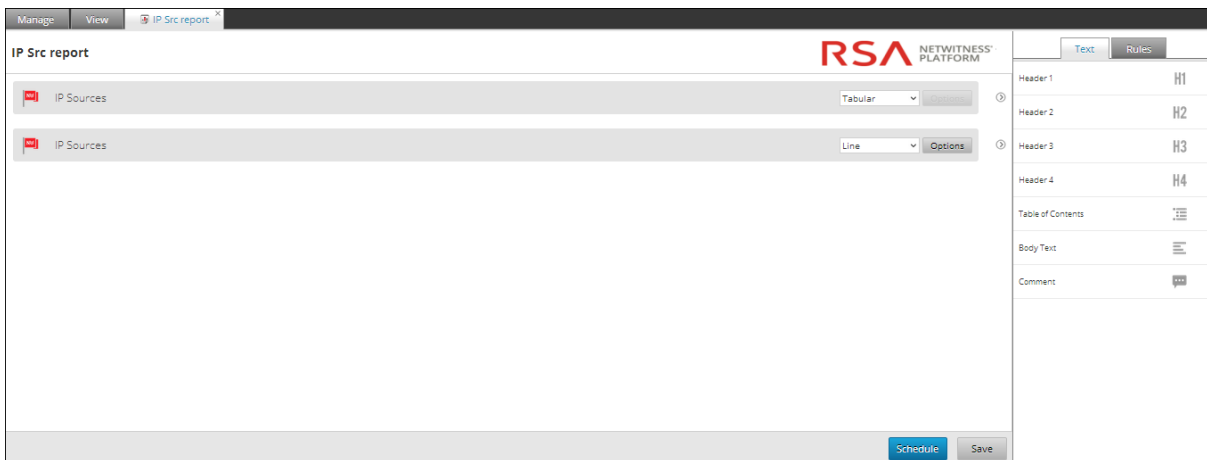 Manage View IP Src report
IP Src report
RSA NETWITNESS® PLATFORM
IP Sources Tabular Options
IP Sources Line Options
Schedule Save
Text Rules
Header 1 H1
Header 2 H2
Header 3 H3
Header 4 H4
Table of Contents
Body Text
Comment